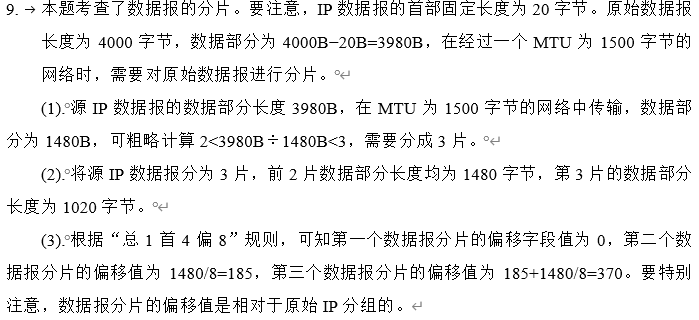 9. → 本题考查了数据报的分片。要注意，IP 数据报的首部固定长度为 20 字节。原始数据报
长度为 4000 字节，数据部分为 4000B−20B=3980B，在经过一个 MTU 为 1500 字节的
网络时，需要对原始数据报进行分片。°↵
(1).°源 IP 数据报的数据部分长度 3980B，在 MTU 为 1500 字节的网络中传输，数据部
分为 1480B，可粗略计算 2<3980B÷1480B<3，需要分成 3 片。°↵
(2).°将源 IP 数据报分为 3 片，前 2 片数据部分长度均为 1480 字节，第 3 片的数据部分
长度为 1020 字节。°↵
(3).°根据“总 1 首 4 偏 8”规则，可知第一个数据报分片的偏移字段值为 0，第二个数
据报分片的偏移值为 1480/8=185，第三个数据报分片的偏移值为 185+1480/8=370。要特别
注意，数据报分片的偏移值是相对于原始 IP 分组的。↵